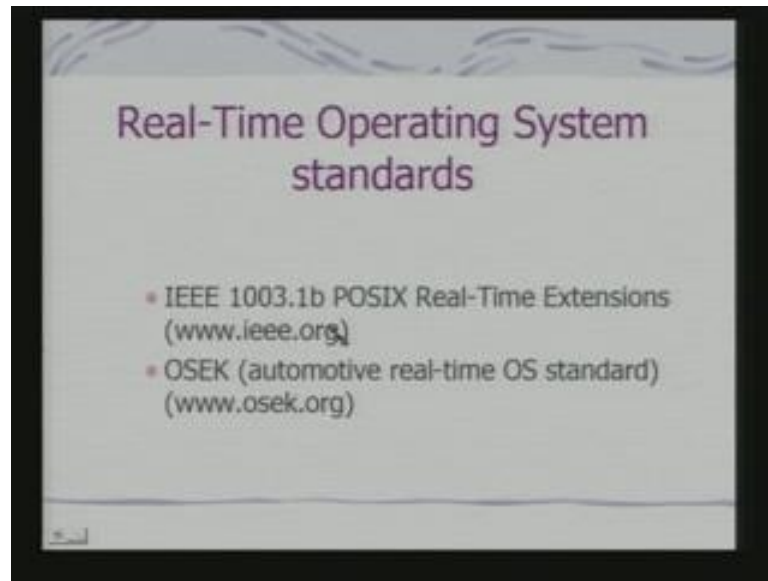 Real-Time Operating System
standards
• IEEE 1003.1b POSIX Real-Time Extensions
(www.ieee.org)
• OSEK (automotive real-time OS standard)
(www.osek.org)